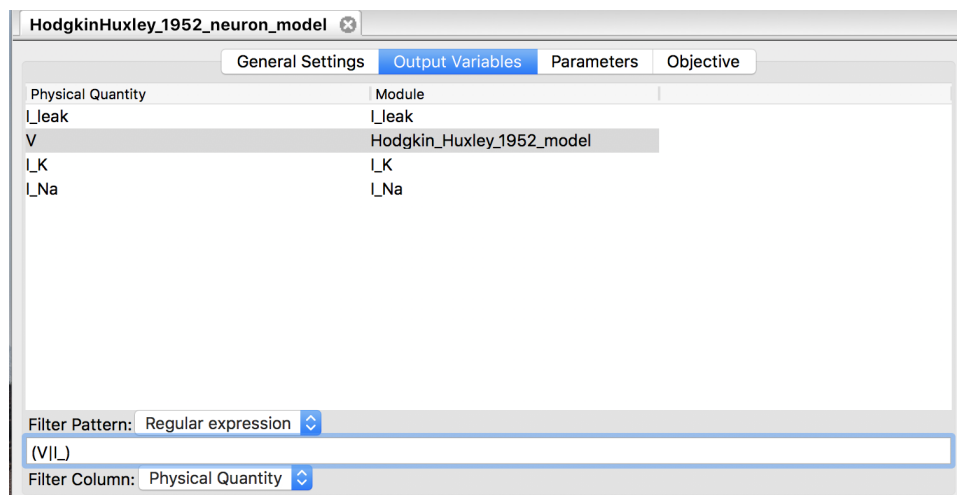 HodgkinHuxley_1952_neuron_model
General Settings Output Variables Parameters Objective
Physical Quantity Module
I_leak I_leak
V Hodgkin_Huxley_1952_model
I_K I_K
I_Na I_Na
Filter Pattern: Regular expression
(V|I_)
Filter Column: Physical Quantity